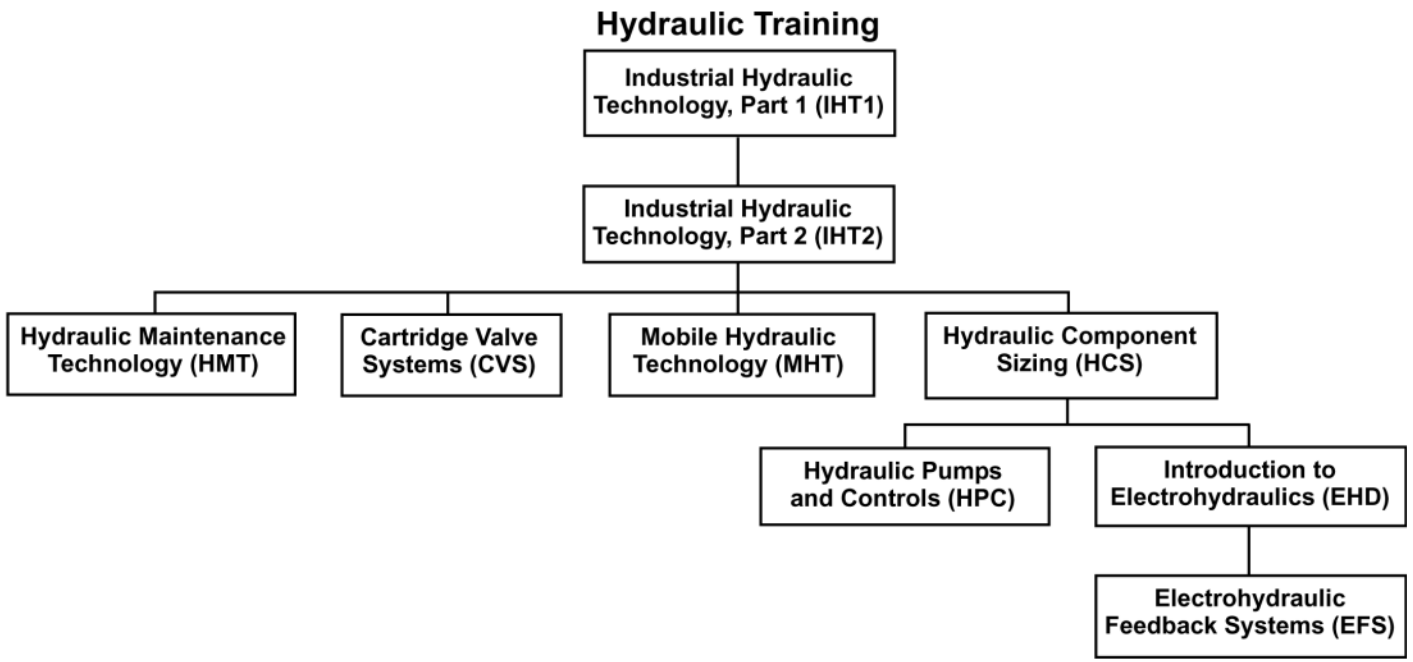 Hydraulic Training
Industrial Hydraulic
Technology, Part 1 (IHT1)
Industrial Hydraulic
Technology, Part 2 (IHT2)
Hydraulic Maintenance
Technology (HMT)
Cartridge Valve
Systems (CVS)
Mobile Hydraulic
Technology (MHT)
Hydraulic Component
Sizing (HCS)
Hydraulic Pumps
and Controls (HPC)
Introduction to
Electrohydraulics (EHD)
Electrohydraulic
Feedback Systems (EFS)